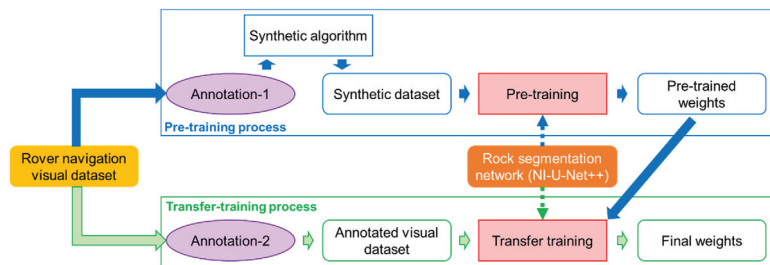 Synthetic algorithm
Annotation-1
Synthetic dataset
Pre-training
Pre-trained
weights
Pre-training process
Rover navigation
visual dataset
Rock segmentation
network (NI-U-Net++)
Transfer-training process
Annotation-2
Annotated visual
dataset
Transfer training
Final weights